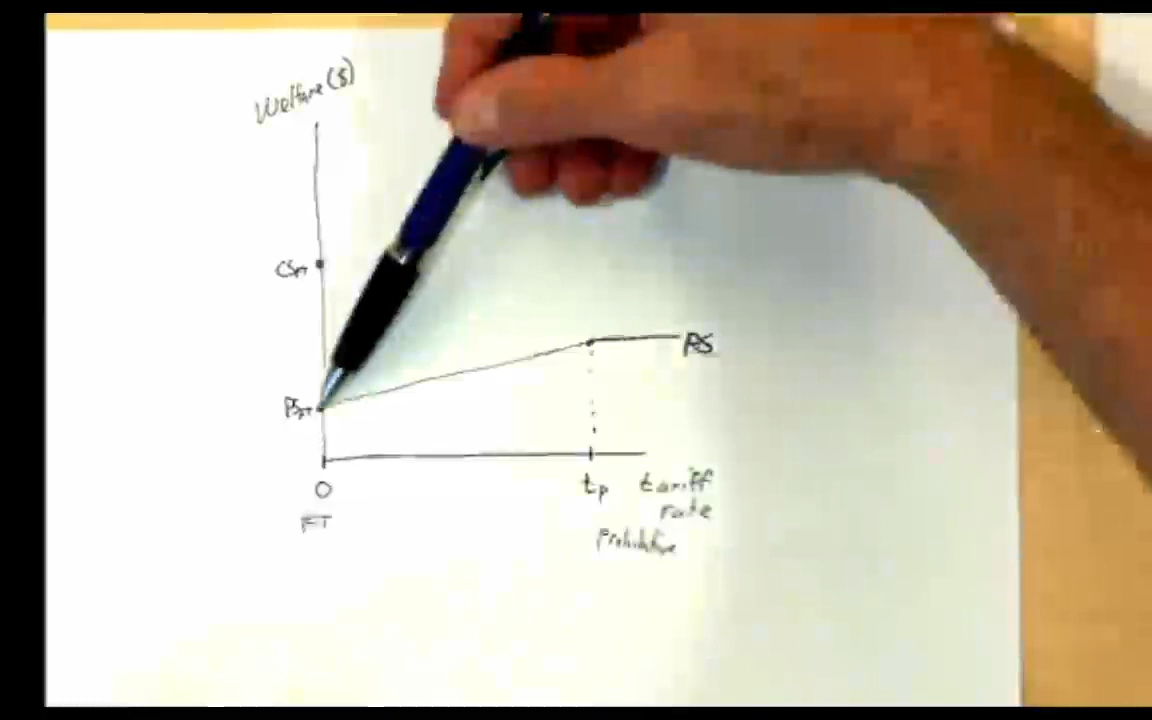 Welfare ($)
CSFT
PS
PSFT
0
tp
tariff
rate
FT
Prohibitive